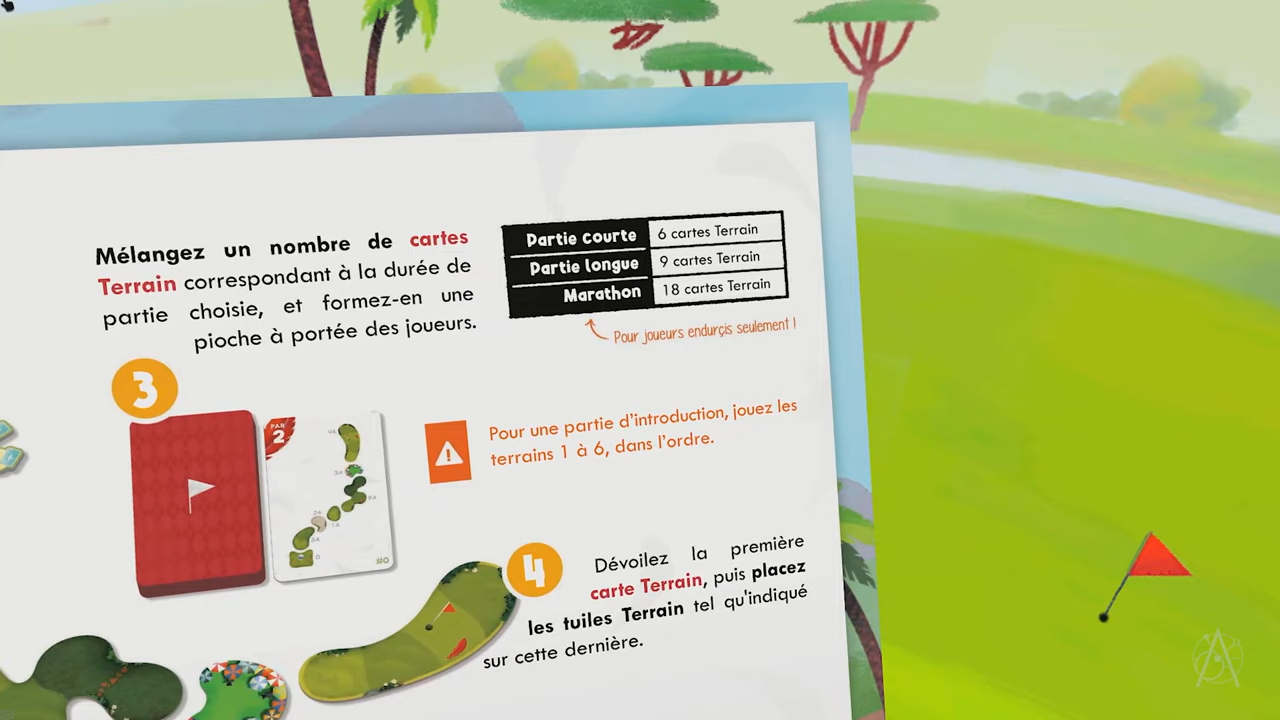 Mélangez un nombre de cartes
Terrain correspondant à la durée de
partie choisie, et formez-en une
pioche à portée des joueurs.
Partie courte 6 cartes Terrain
Partie longue 9 cartes Terrain
Marathon 18 cartes Terrain
Pour joueurs endurçis seulement !
3
PAR
2
#0
Pour une partie d'introduction, jouez les
terrains 1 à 6, dans l'ordre.
4
Dévoilez la première
carte Terrain, puis placez
les tuiles Terrain tel qu'indiqué
sur cette dernière.